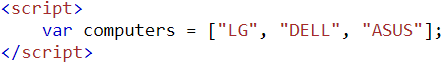 <script>
    var computers = ["LG", "DELL", "ASUS"];
</script>